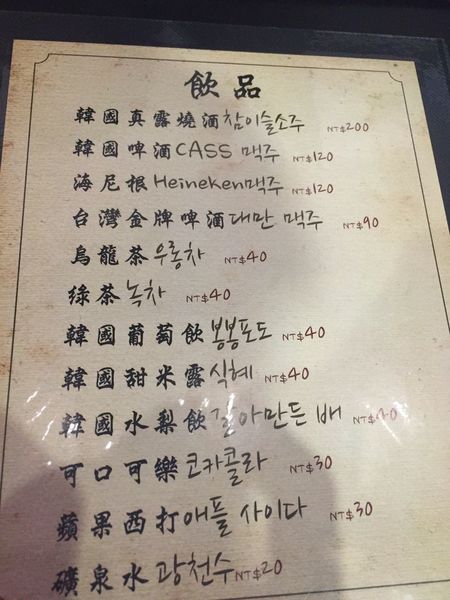 飲品
韓國真露燒酒참이슬소주 NT$200
韓國啤酒CASS 맥주 NT$120
海尼根Heineken맥주 NT$120
台灣金牌啤酒대만 맥주 NT$90
烏龍茶우롱차 NT$40
綠茶녹차 NT$40
韓國葡萄飲봉봉포도 NT$40
韓國甜米露식혜 NT$40
韓國水梨飲갈아만든 배 NT$
可口可樂코카콜라 NT$30
蘋果西打애플 사이다 NT$30
礦泉水광천수NT$20